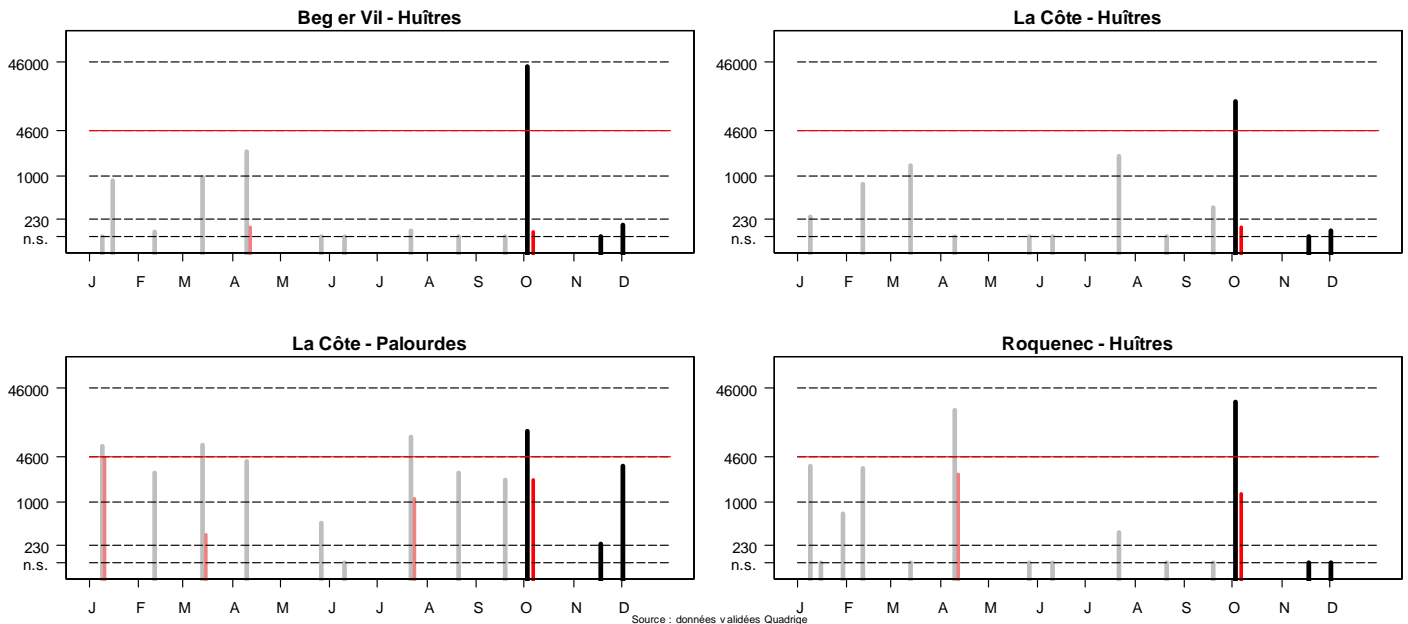 Beg er Vil - Huîtres
46000
4600
1000
230
n.s.
J F M A M J J A S O N D
La Côte - Huîtres
46000
4600
1000
230
n.s.
J F M A M J J A S O N D
La Côte - Palourdes
46000
4600
1000
230
n.s.
J F M A M J J A S O N D
Roquenec - Huîtres
46000
4600
1000
230
n.s.
J F M A M J J A S O N D
Source : données validées Quadrige